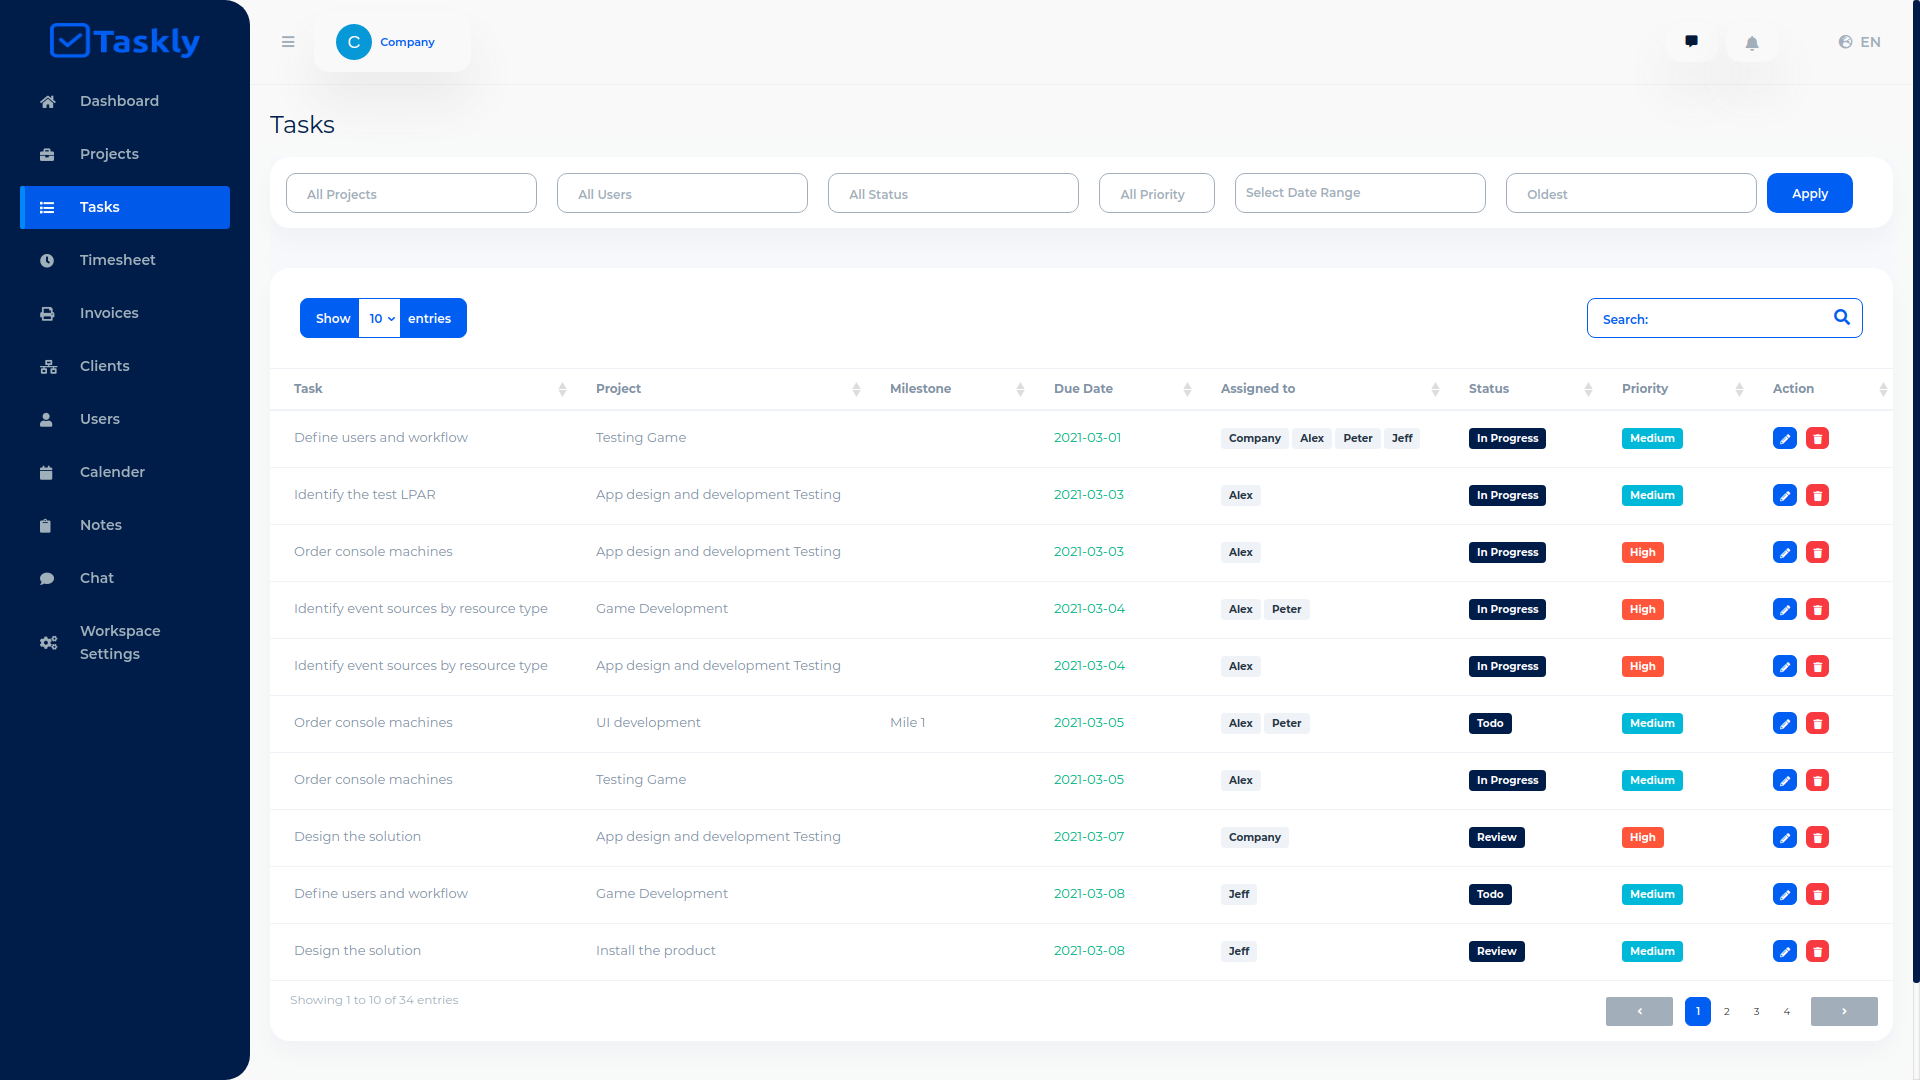 Taskly
C Company
EN
Dashboard
Projects
Tasks
Timesheet
Invoices
Clients
Users
Calender
Notes
Chat
Workspace
Settings
Tasks
All Projects All Users All Status All Priority Select Date Range Oldest Apply
Show 10 entries Search:
Task Project Milestone Due Date Assigned to Status Priority Action
Define users and workflow Testing Game 2021-03-01 Company Alex Peter Jeff In Progress Medium
Identify the test LPAR App design and development Testing 2021-03-03 Alex In Progress Medium
Order console machines App design and development Testing 2021-03-03 Alex In Progress High
Identify event sources by resource type Game Development 2021-03-04 Alex Peter In Progress High
Identify event sources by resource type App design and development Testing 2021-03-04 Alex In Progress High
Order console machines UI development Mile 1 2021-03-05 Alex Peter Todo Medium
Order console machines Testing Game 2021-03-05 Alex In Progress Medium
Design the solution App design and development Testing 2021-03-07 Company Review High
Define users and workflow Game Development 2021-03-08 Jeff Todo Medium
Design the solution Install the product 2021-03-08 Jeff Review Medium
Showing 1 to 10 of 34 entries
‹ 1 2 3 4 ›